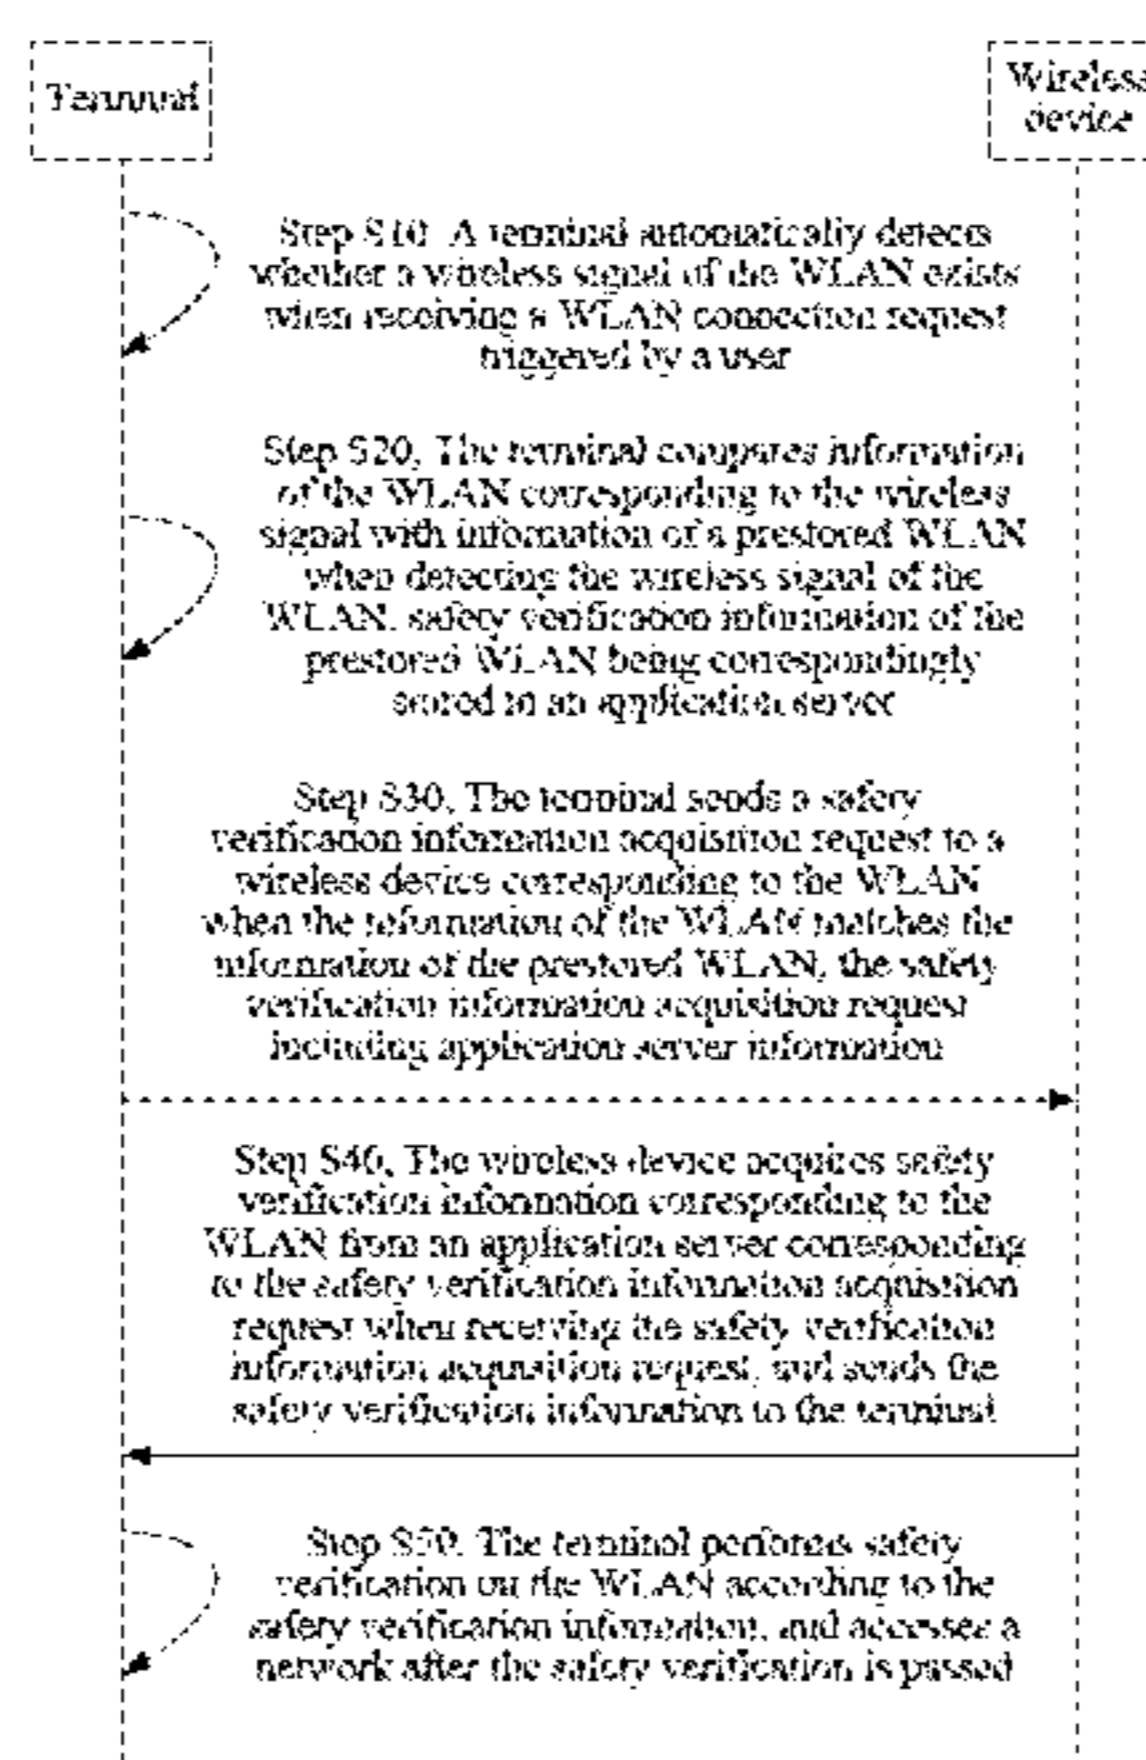 Terminal
Wireless
device
Step S10. A terminal automatically detects
whether a wireless signal of the WLAN exists
when receiving a WLAN connection request
triggered by a user
Step S20, The terminal compares information
of the WLAN corresponding to the wireless
signal with information of a prestored WLAN
when detecting the wireless signal of the
WLAN, safety verification information of the
prestored WLAN being correspondingly
stored in an application server
Step S30, The terminal sends a safety
verification information acquisition request to a
wireless device corresponding to the WLAN
when the information of the WLAN matches the
information of the prestored WLAN, the safety
verification information acquisition request
including application server information
Step S40, The wireless device acquires safety
verification information corresponding to the
WLAN from an application server corresponding
to the safety verification information acquisition
request when receiving the safety verification
information acquisition request, and sends the
safety verification information to the terminal
Step S50. The terminal performs safety
verification on the WLAN according to the
safety verification information, and accesses a
network after the safety verification is passed